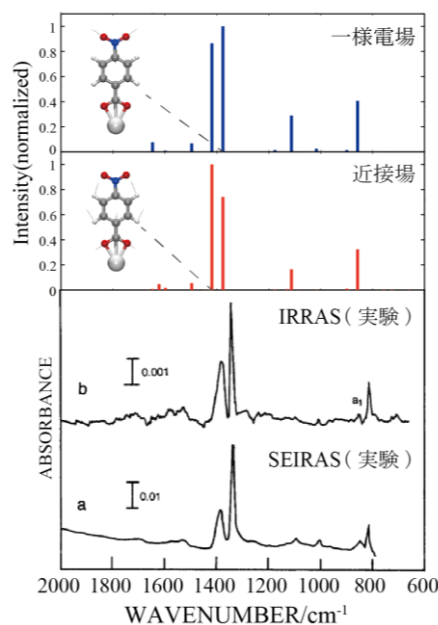 Intensity(normalized)
1
0.8
0.6
0.4
0.2
0
一様電場
1
0.8
0.6
0.4
0.2
0
近接場
ABSORBANCE
IRRAS(実験)
0.001
b
a₁
SEIRAS(実験)
0.01
a
2000 1800 1600 1400 1200 1000 800 600
WAVENUMBER/cm⁻¹